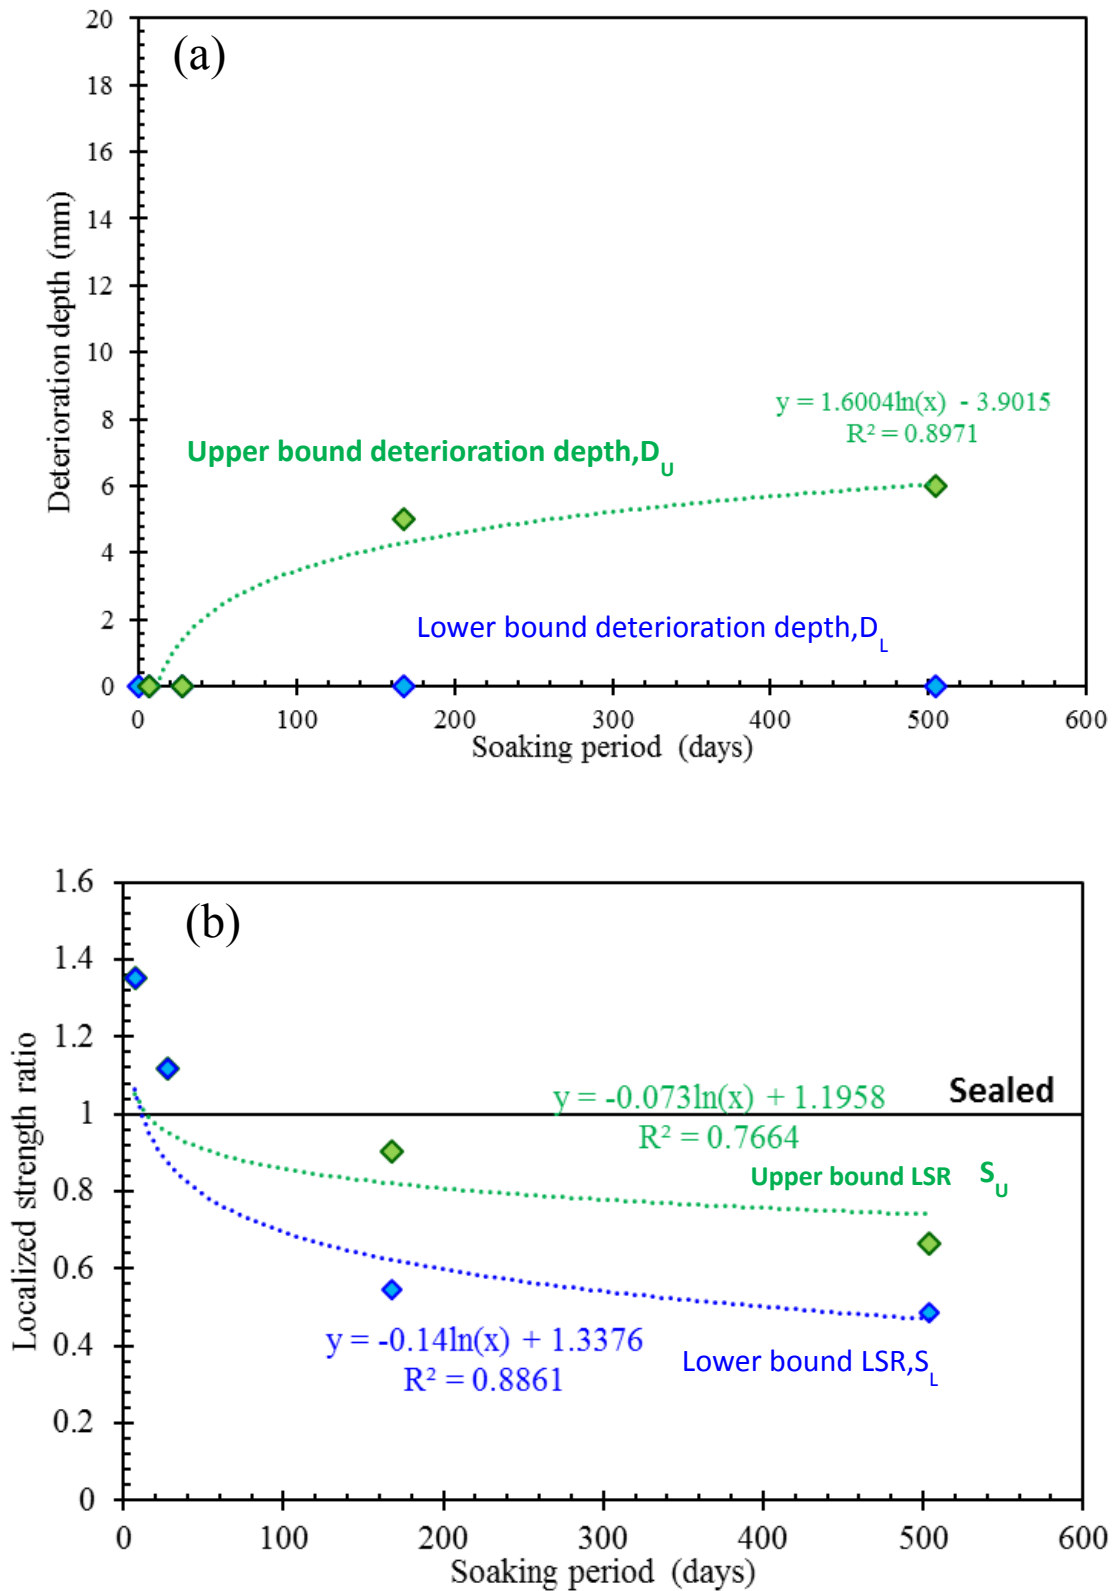 (a)
20
18
16
14
12
10
8
6
4
2
0
Deterioration depth (mm)
y = 1.6004ln(x) - 3.9015
R² = 0.8971
Upper bound deterioration depth,D_U
Lower bound deterioration depth,D_L
0 100 200 300 400 500 600
Soaking period (days)
(b)
1.6
1.4
1.2
1
0.8
0.6
0.4
0.2
0
Localized strength ratio
Sealed
y = -0.073ln(x) + 1.1958
R² = 0.7664
Upper bound LSR S_U
y = -0.14ln(x) + 1.3376
R² = 0.8861
Lower bound LSR,S_L
0 100 200 300 400 500 600
Soaking period (days)